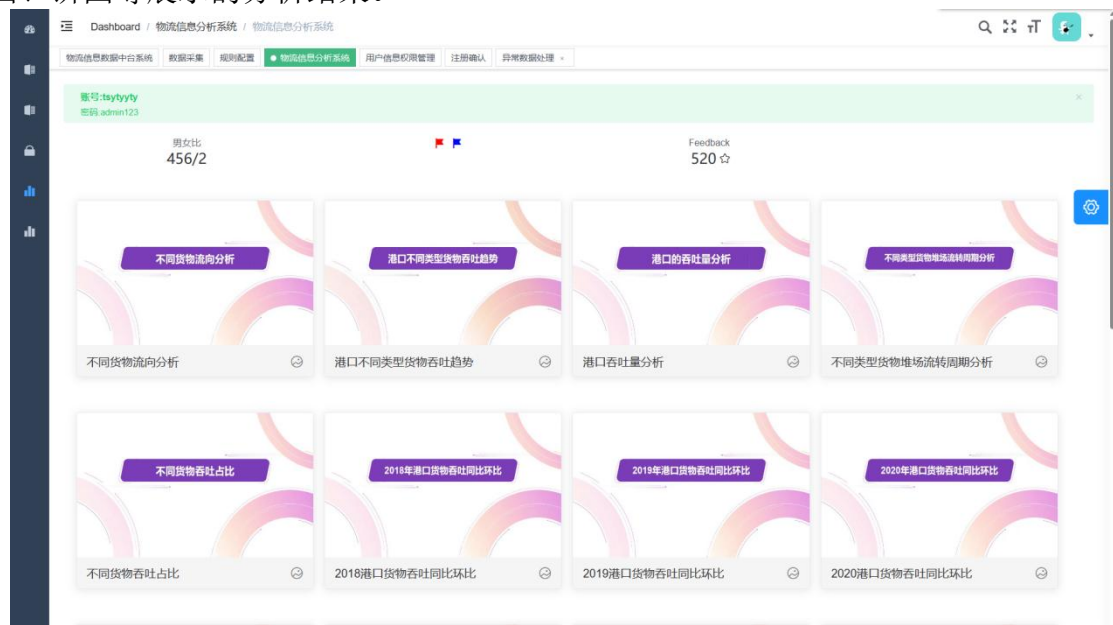 Dashboard / 物流信息分析系统 / 物流信息分析系统
物流信息数据中台系统 数据采集 规则配置 物流信息分析系统 用户信息权限管理 注册确认 异常数据处理 ×
账号:tsytyyty
密码:admin123
男女比
456/2
Feedback
520
不同货物流向分析
港口不同类型货物吞吐趋势
港口的吞吐量分析
不同类型货物堆场流转周期分析
不同货物流向分析
港口不同类型货物吞吐趋势
港口吞吐量分析
不同类型货物堆场流转周期分析
不同货物吞吐占比
2018年港口货物吞吐同比环比
2019年港口货物吞吐同比环比
2020年港口货物吞吐同比环比
不同货物吞吐占比
2018港口货物吞吐同比环比
2019港口货物吞吐同比环比
2020港口货物吞吐同比环比